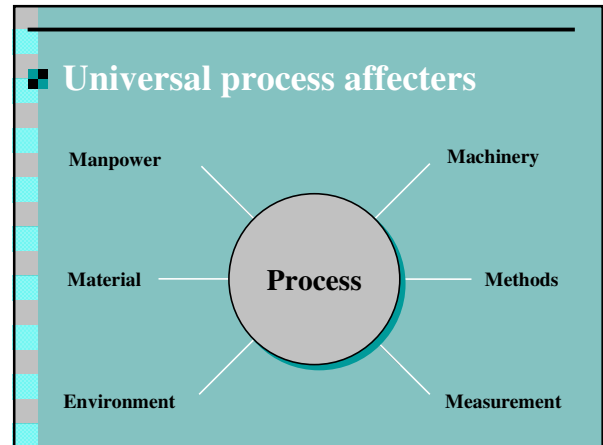 Universal process affecters
Manpower
Machinery
Material
Process
Methods
Environment
Measurement